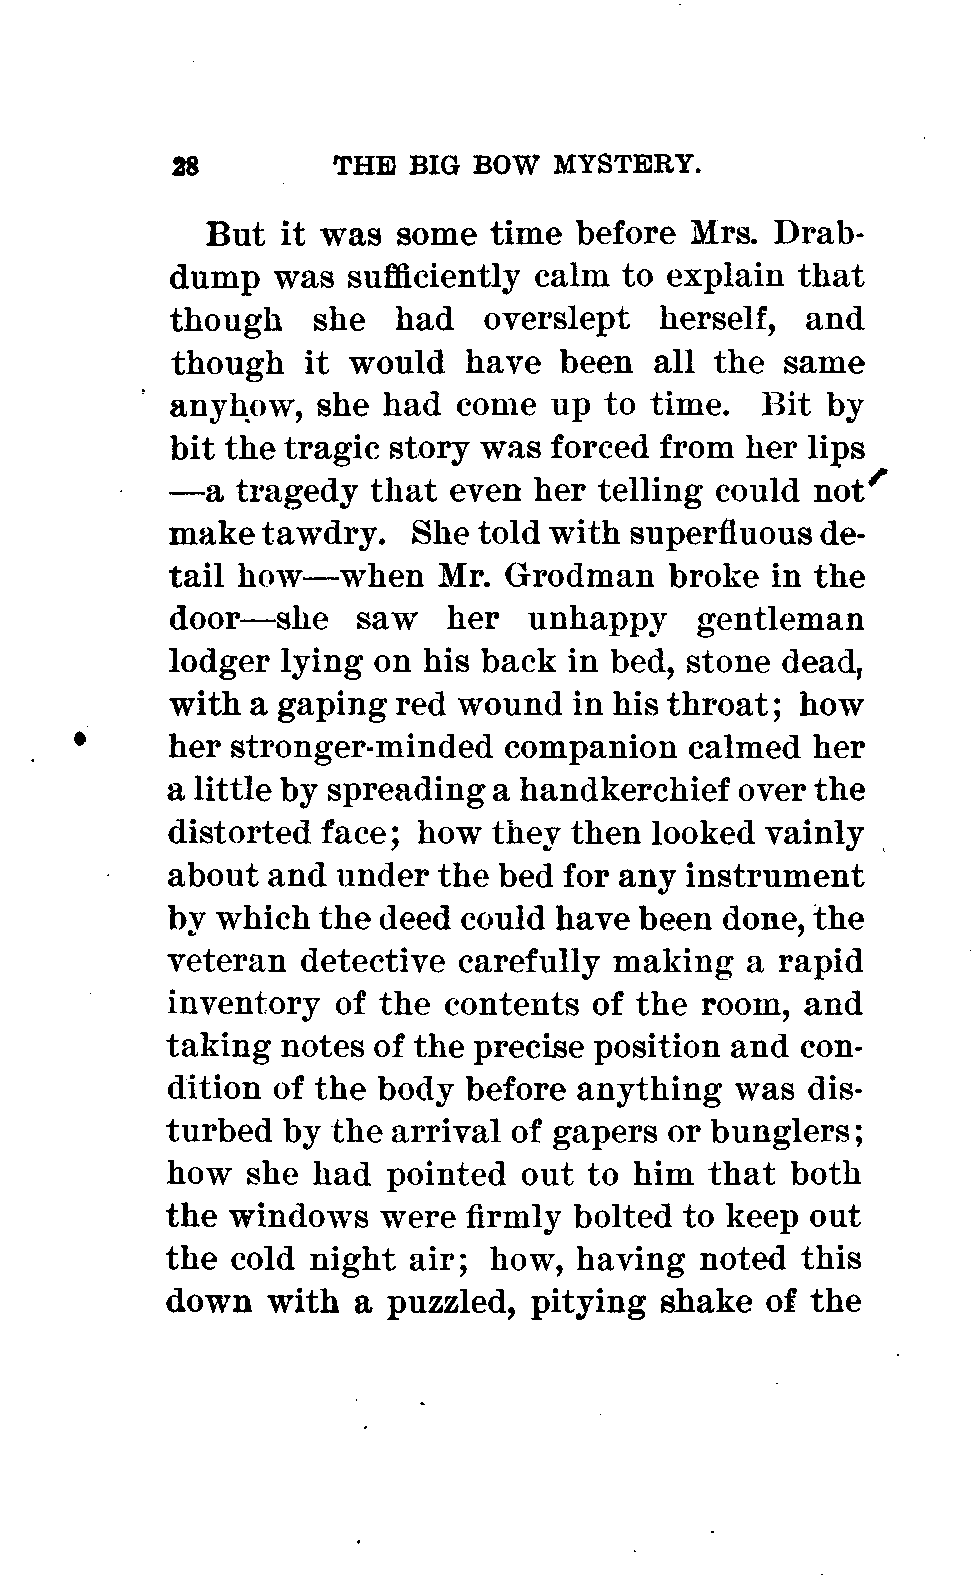 28 THE BIG BOW MYSTERY.
But it was some time before Mrs. Drab-
dump was sufficiently calm to explain that
though she had overslept herself, and
though it would have been all the same
anyhow, she had come up to time. Bit by
bit the tragic story was forced from her lips
—a tragedy that even her telling could not
make tawdry. She told with superfluous de-
tail how—when Mr. Grodman broke in the
door—she saw her unhappy gentleman
lodger lying on his back in bed, stone dead,
with a gaping red wound in his throat; how
her stronger-minded companion calmed her
a little by spreading a handkerchief over the
distorted face; how they then looked vainly
about and under the bed for any instrument
by which the deed could have been done, the
veteran detective carefully making a rapid
inventory of the contents of the room, and
taking notes of the precise position and con-
dition of the body before anything was dis-
turbed by the arrival of gapers or bunglers;
how she had pointed out to him that both
the windows were firmly bolted to keep out
the cold night air; how, having noted this
down with a puzzled, pitying shake of the